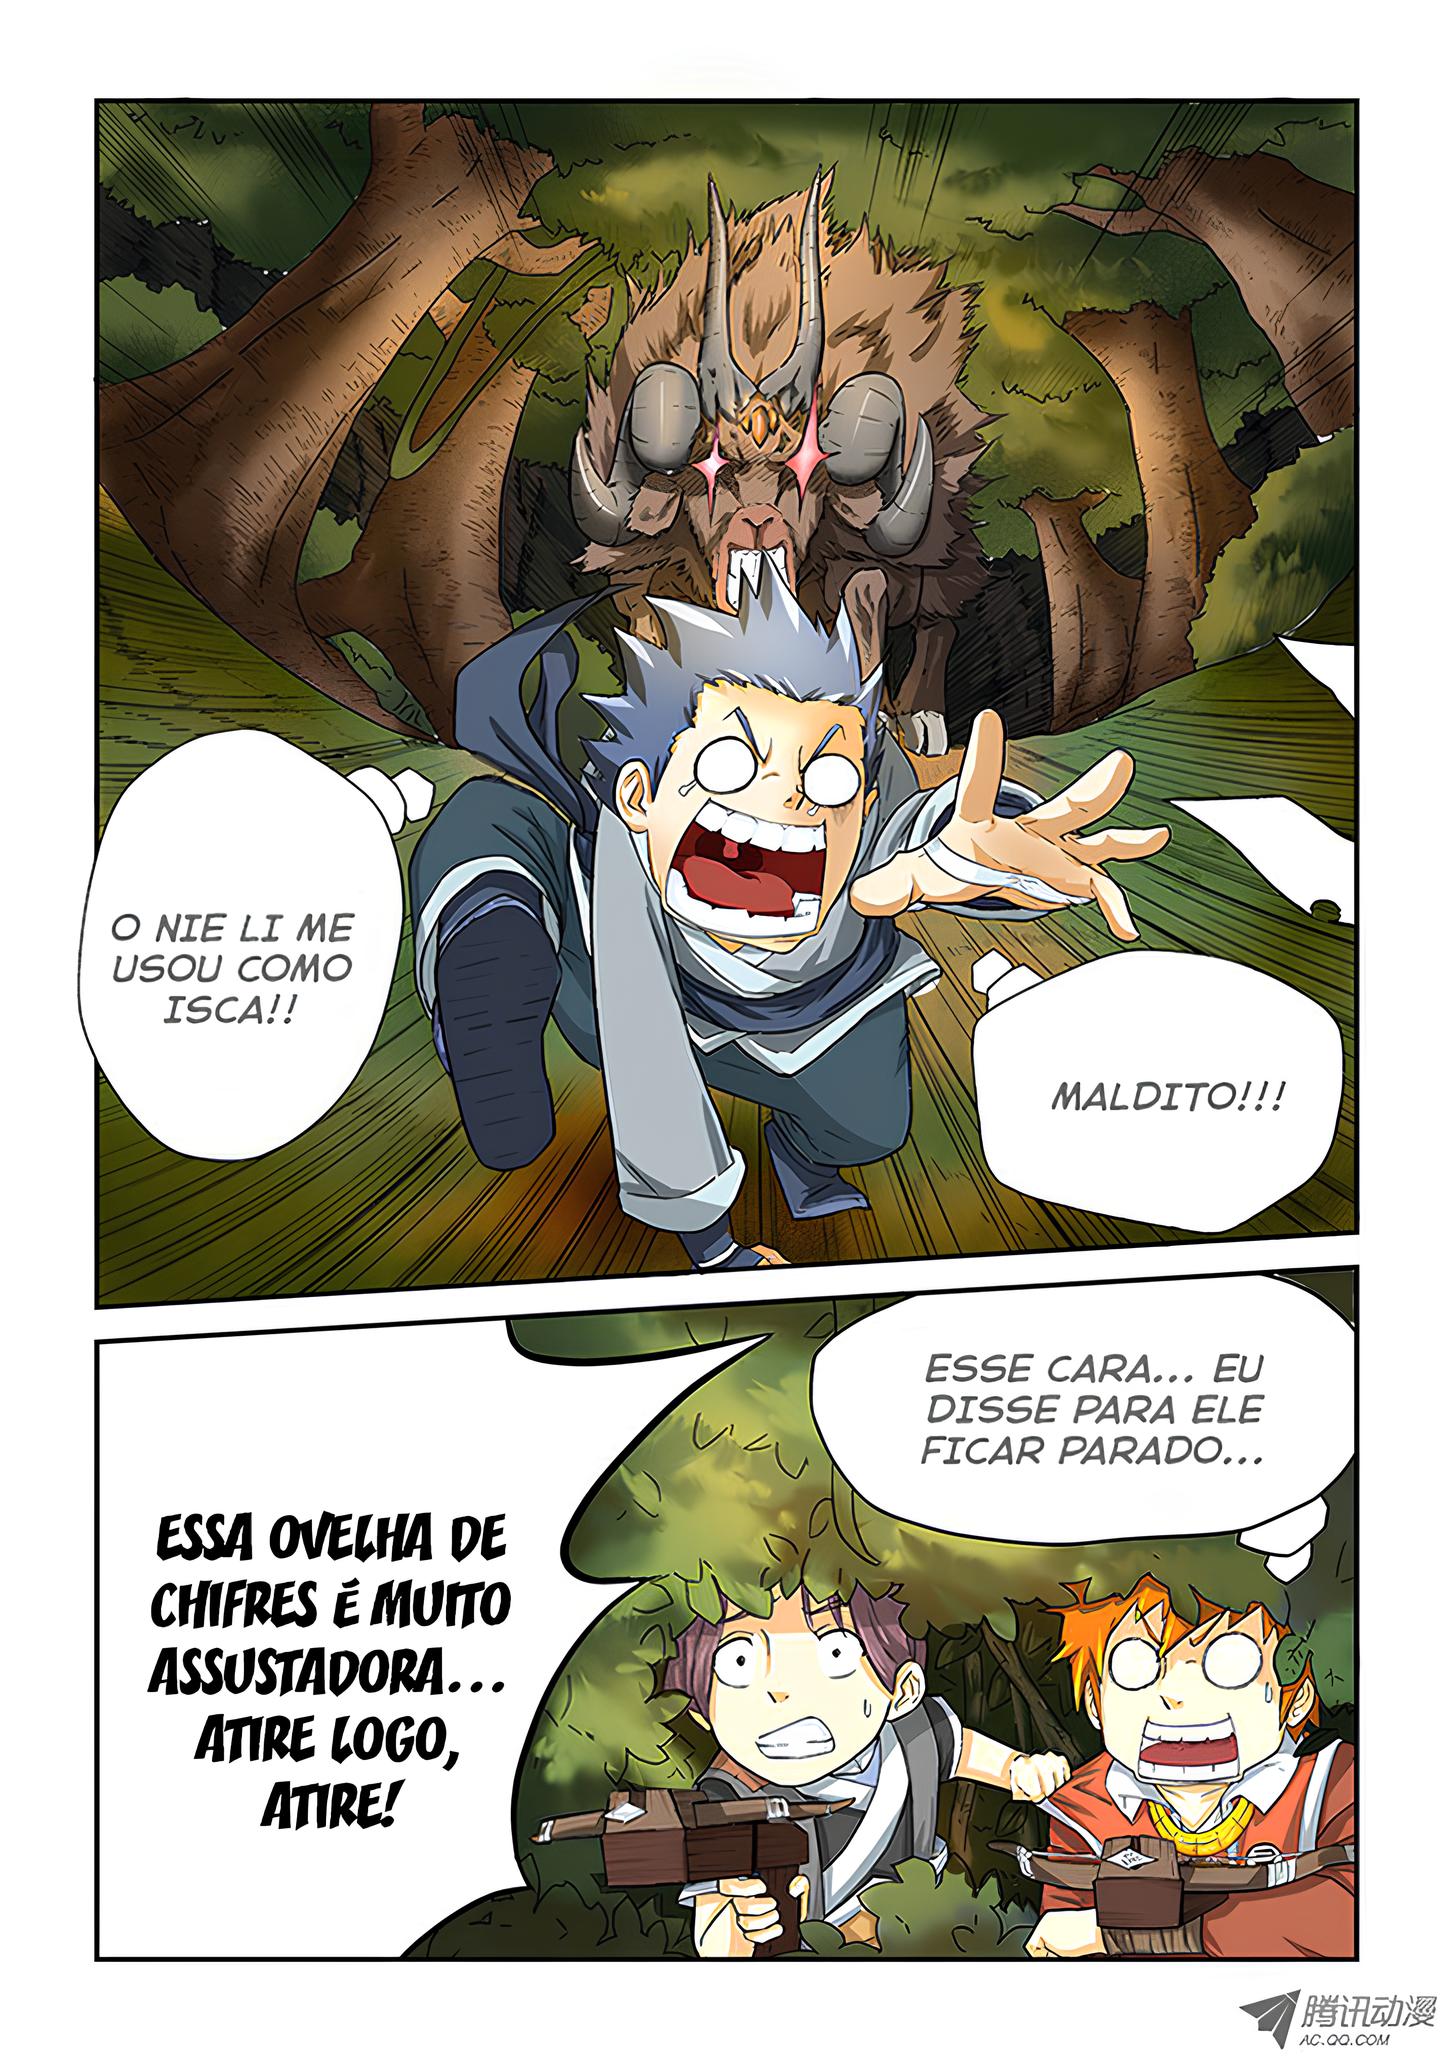 O NIE LI ME
USOU COMO
ISCA!!
MALDITO!!!
ESSE CARA... EU
DISSE PARA ELE
FICAR PARADO...
ESSA OVELHA DE
CHIFRES É MUITO
ASSUSTADORA...
ATIRE LOGO,
ATIRE!
腾讯动漫
AC.QQ.COM